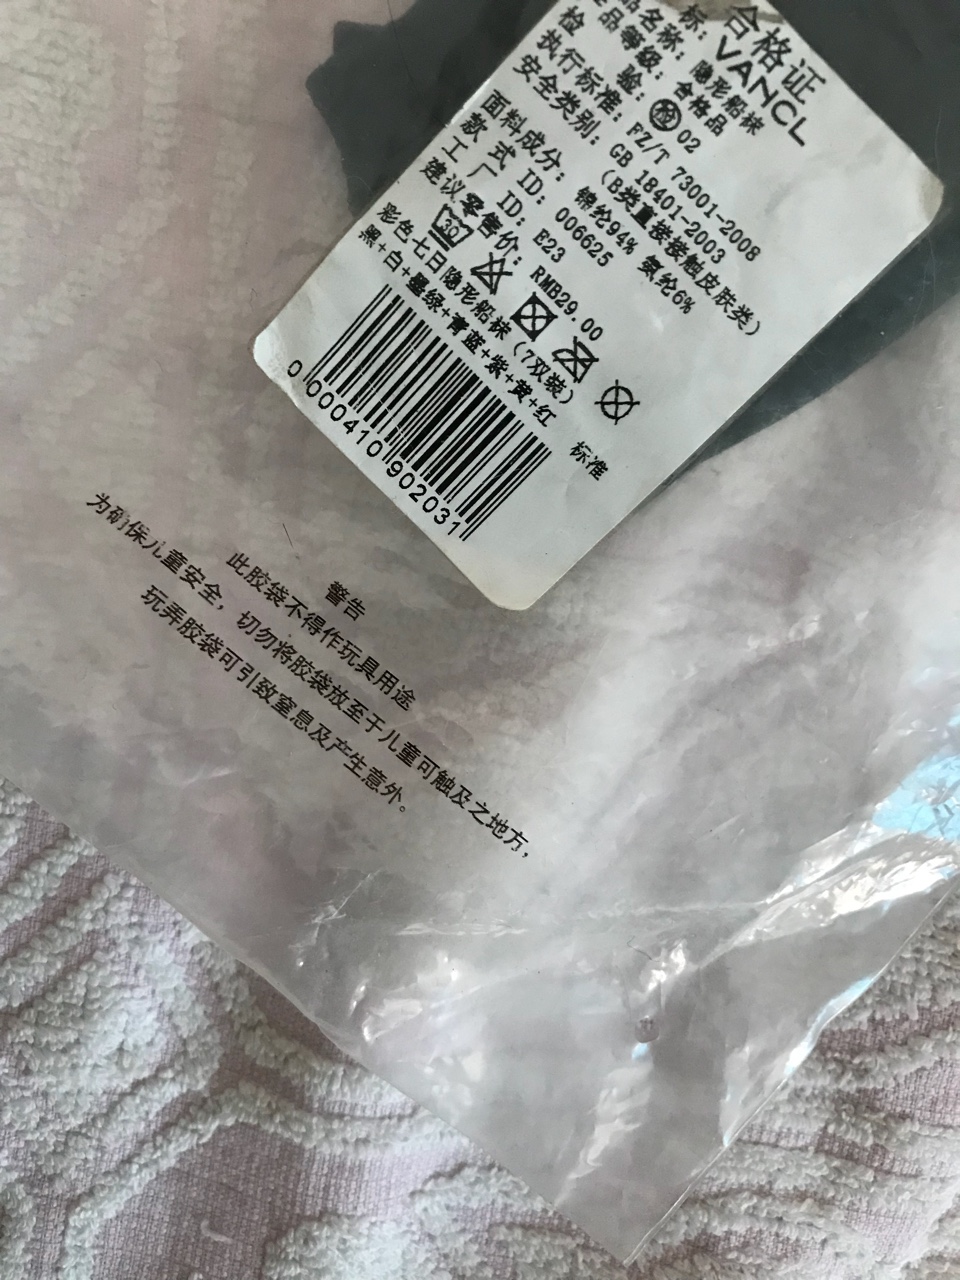 合格证
标：VANCL
品名称：隐形船袜
品等级：合格品
检 验：检02
执行标准：FZ/T 73001-2008
安全类别：GB 18401-2003
（B类直接接触皮肤类）
面料成分：锦纶94% 氨纶6%
款 式 ID：006625
工 厂 ID：E23
建议零售价：RMB29.00
30
彩色七日隐形船袜（7双装）
黑+白+墨绿+青蓝+紫+黄+红 标准
0 000410 902031
警告
此胶袋不得作玩具用途
为确保儿童安全，切勿将胶袋放至于儿童可触及之地方，
玩弄胶袋可引致窒息及产生意外。